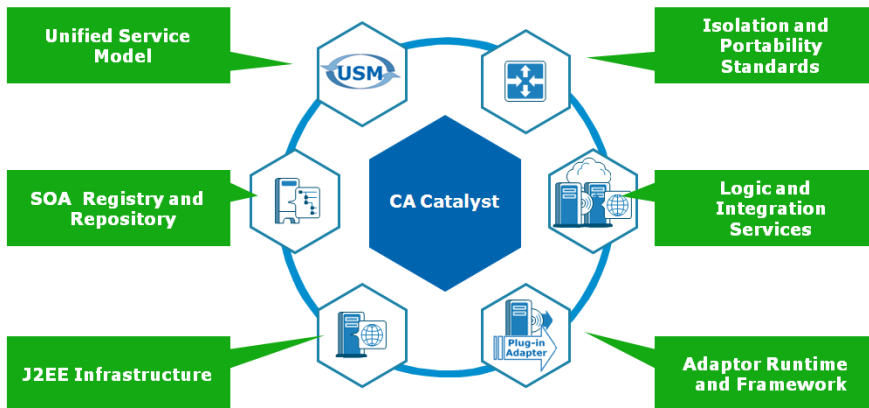 Unified Service
Model
USM
Isolation and
Portability
Standards
SOA Registry and
Repository
CA Catalyst
Logic and
Integration
Services
J2EE Infrastructure
Plug-in
Adapter
Adaptor Runtime
and Framework